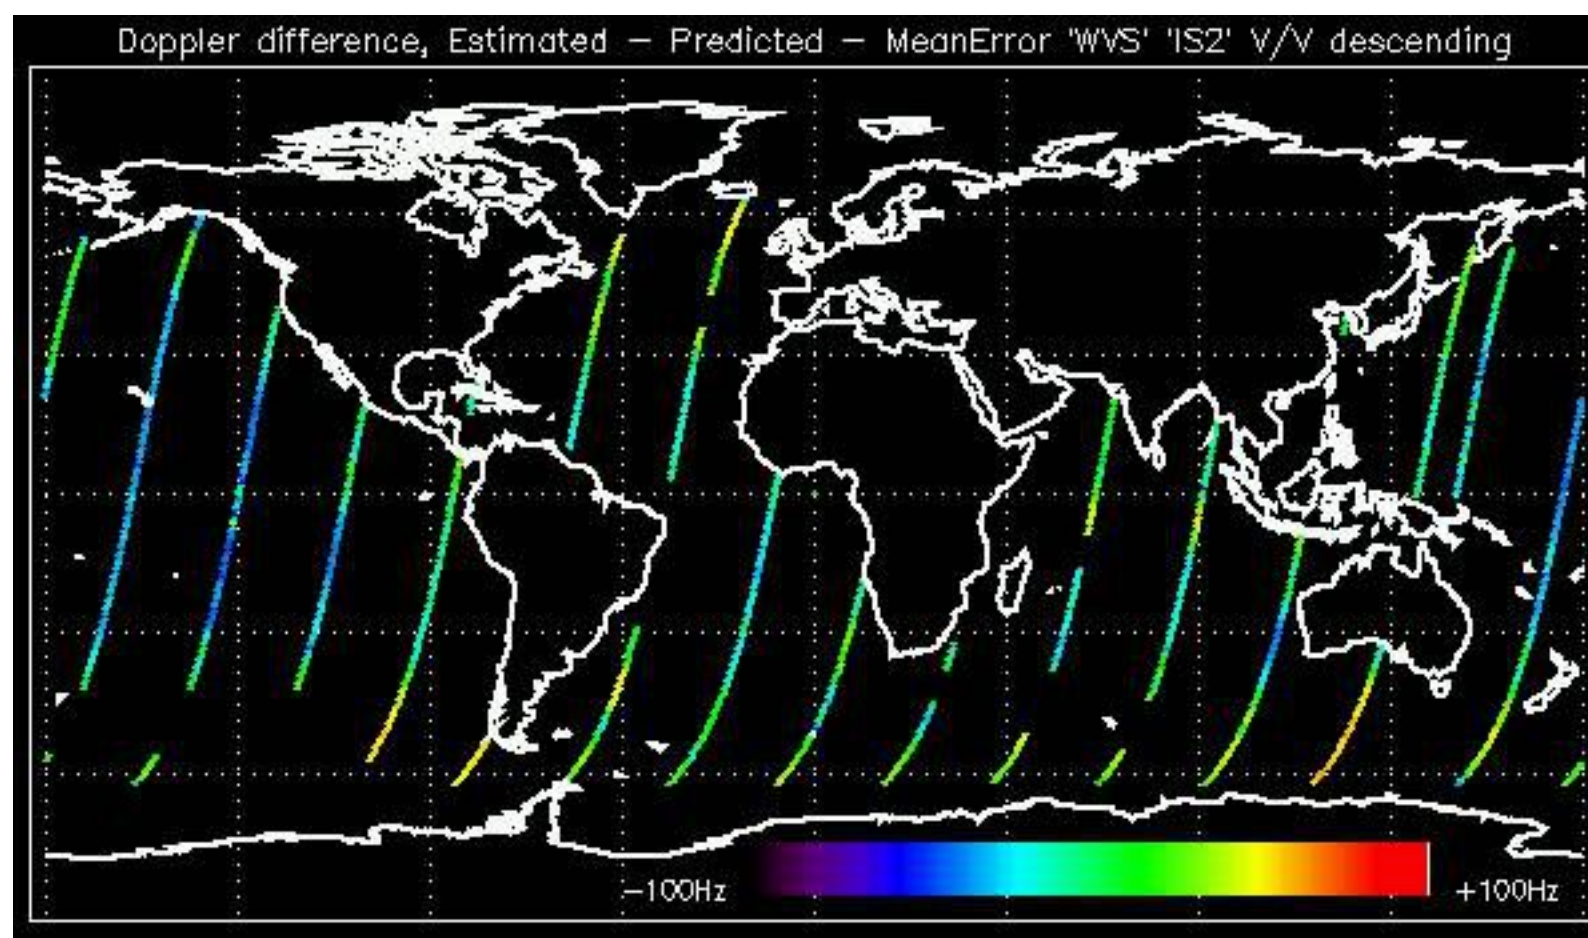 Doppler difference, Estimated – Predicted – MeanError 'WVS' 'IS2' V/V descending
-100Hz +100Hz